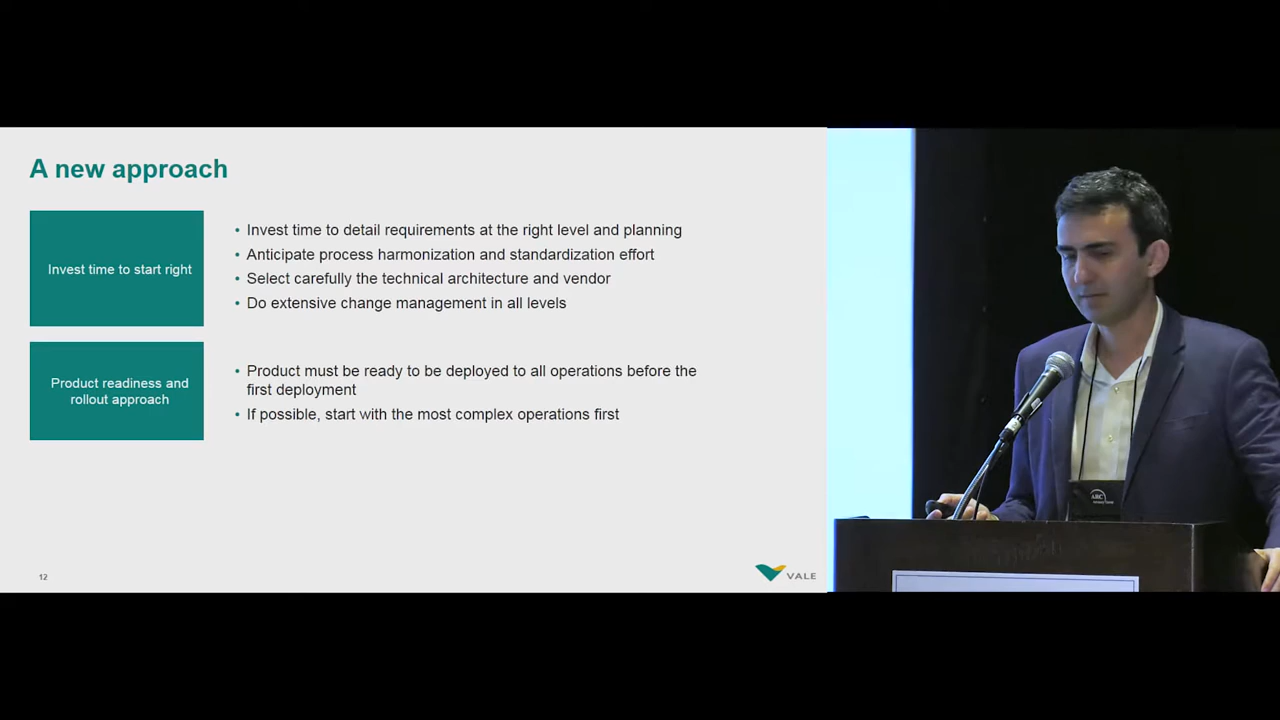 A new approach
Invest time to start right
• Invest time to detail requirements at the right level and planning
• Anticipate process harmonization and standardization effort
• Select carefully the technical architecture and vendor
• Do extensive change management in all levels
Product readiness and
rollout approach
• Product must be ready to be deployed to all operations before the
first deployment
• If possible, start with the most complex operations first
12
VALE
ARC